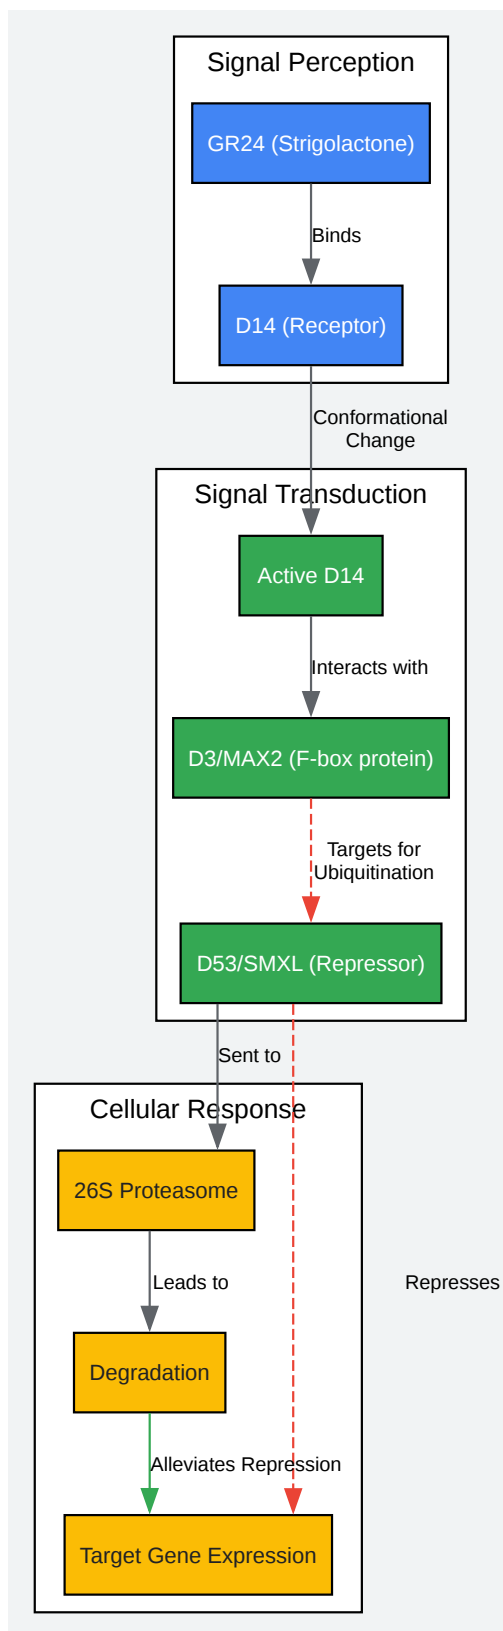 Signal Perception
GR24 (Strigolactone)
Binds
D14 (Receptor)
Conformational
Change
Signal Transduction
Active D14
Interacts with
D3/MAX2 (F-box protein)
Targets for
Ubiquitination
D53/SMXL (Repressor)
Sent to
Cellular Response
26S Proteasome
Leads to
Represses
Degradation
Alleviates Repression
Target Gene Expression